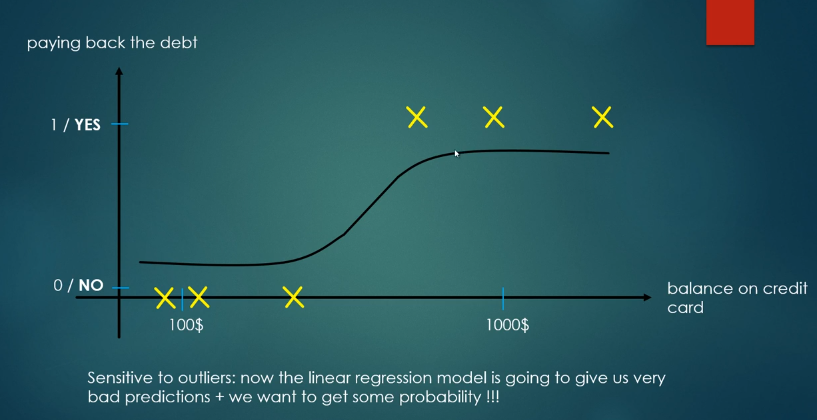 paying back the debt
1 / YES
0 / NO
balance on credit
card
100$
1000$
Sensitive to outliers: now the linear regression model is going to give us very
bad predictions + we want to get some probability !!!